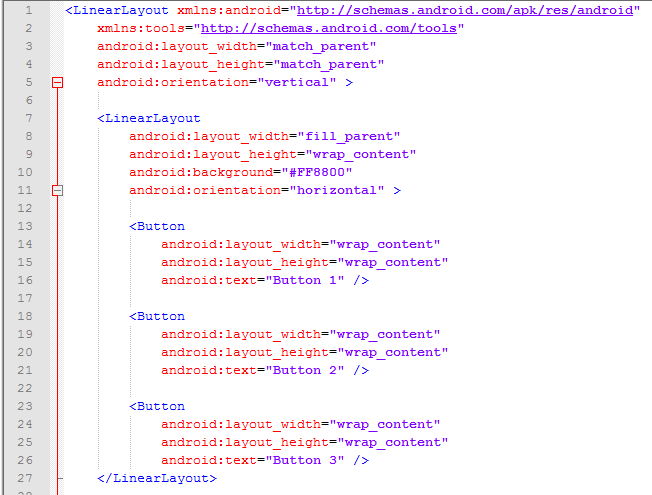 1 <LinearLayout xmlns:android="http://schemas.android.com/apk/res/android"
2 xmlns:tools="http://schemas.android.com/tools"
3 android:layout_width="match_parent"
4 android:layout_height="match_parent"
5 android:orientation="vertical" >
6
7 <LinearLayout
8 android:layout_width="fill_parent"
9 android:layout_height="wrap_content"
10 android:background="#FF8800"
11 android:orientation="horizontal" >
12
13 <Button
14 android:layout_width="wrap_content"
15 android:layout_height="wrap_content"
16 android:text="Button 1" />
17
18 <Button
19 android:layout_width="wrap_content"
20 android:layout_height="wrap_content"
21 android:text="Button 2" />
22
23 <Button
24 android:layout_width="wrap_content"
25 android:layout_height="wrap_content"
26 android:text="Button 3" />
27 </LinearLayout>